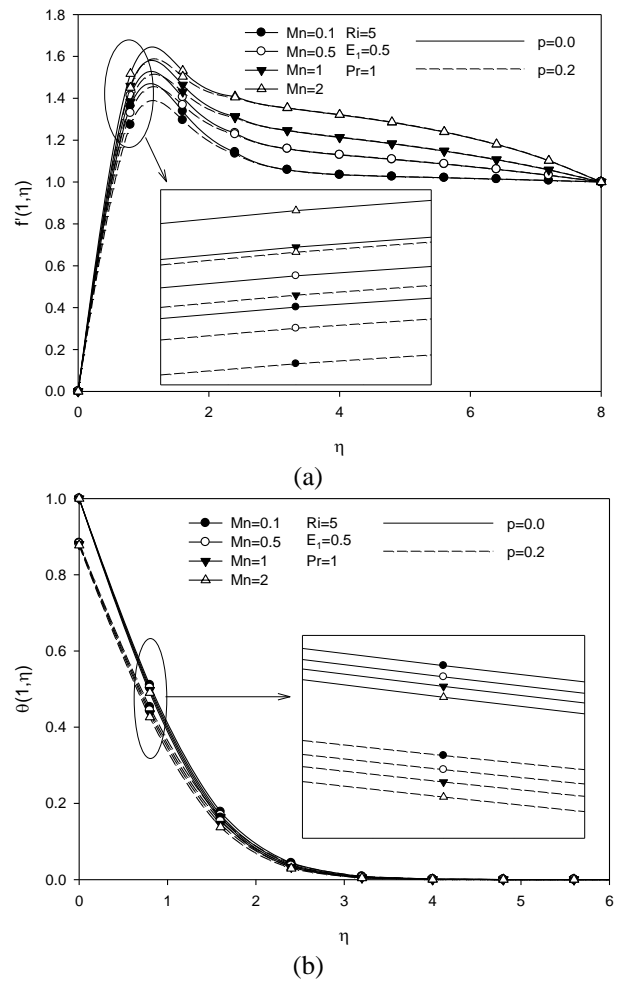 1.8
1.6
1.4
1.2
1.0
0.8
0.6
0.4
0.2
0.0
f'(1,η)
Mn=0.1 Ri=5
Mn=0.5 E₁=0.5
Mn=1 Pr=1
Mn=2
p=0.0
p=0.2
0 2 4 6 8
η
(a)
1.0
0.8
0.6
0.4
0.2
0.0
θ(1,η)
Mn=0.1 Ri=5
Mn=0.5 E₁=0.5
Mn=1 Pr=1
Mn=2
p=0.0
p=0.2
0 1 2 3 4 5 6
η
(b)